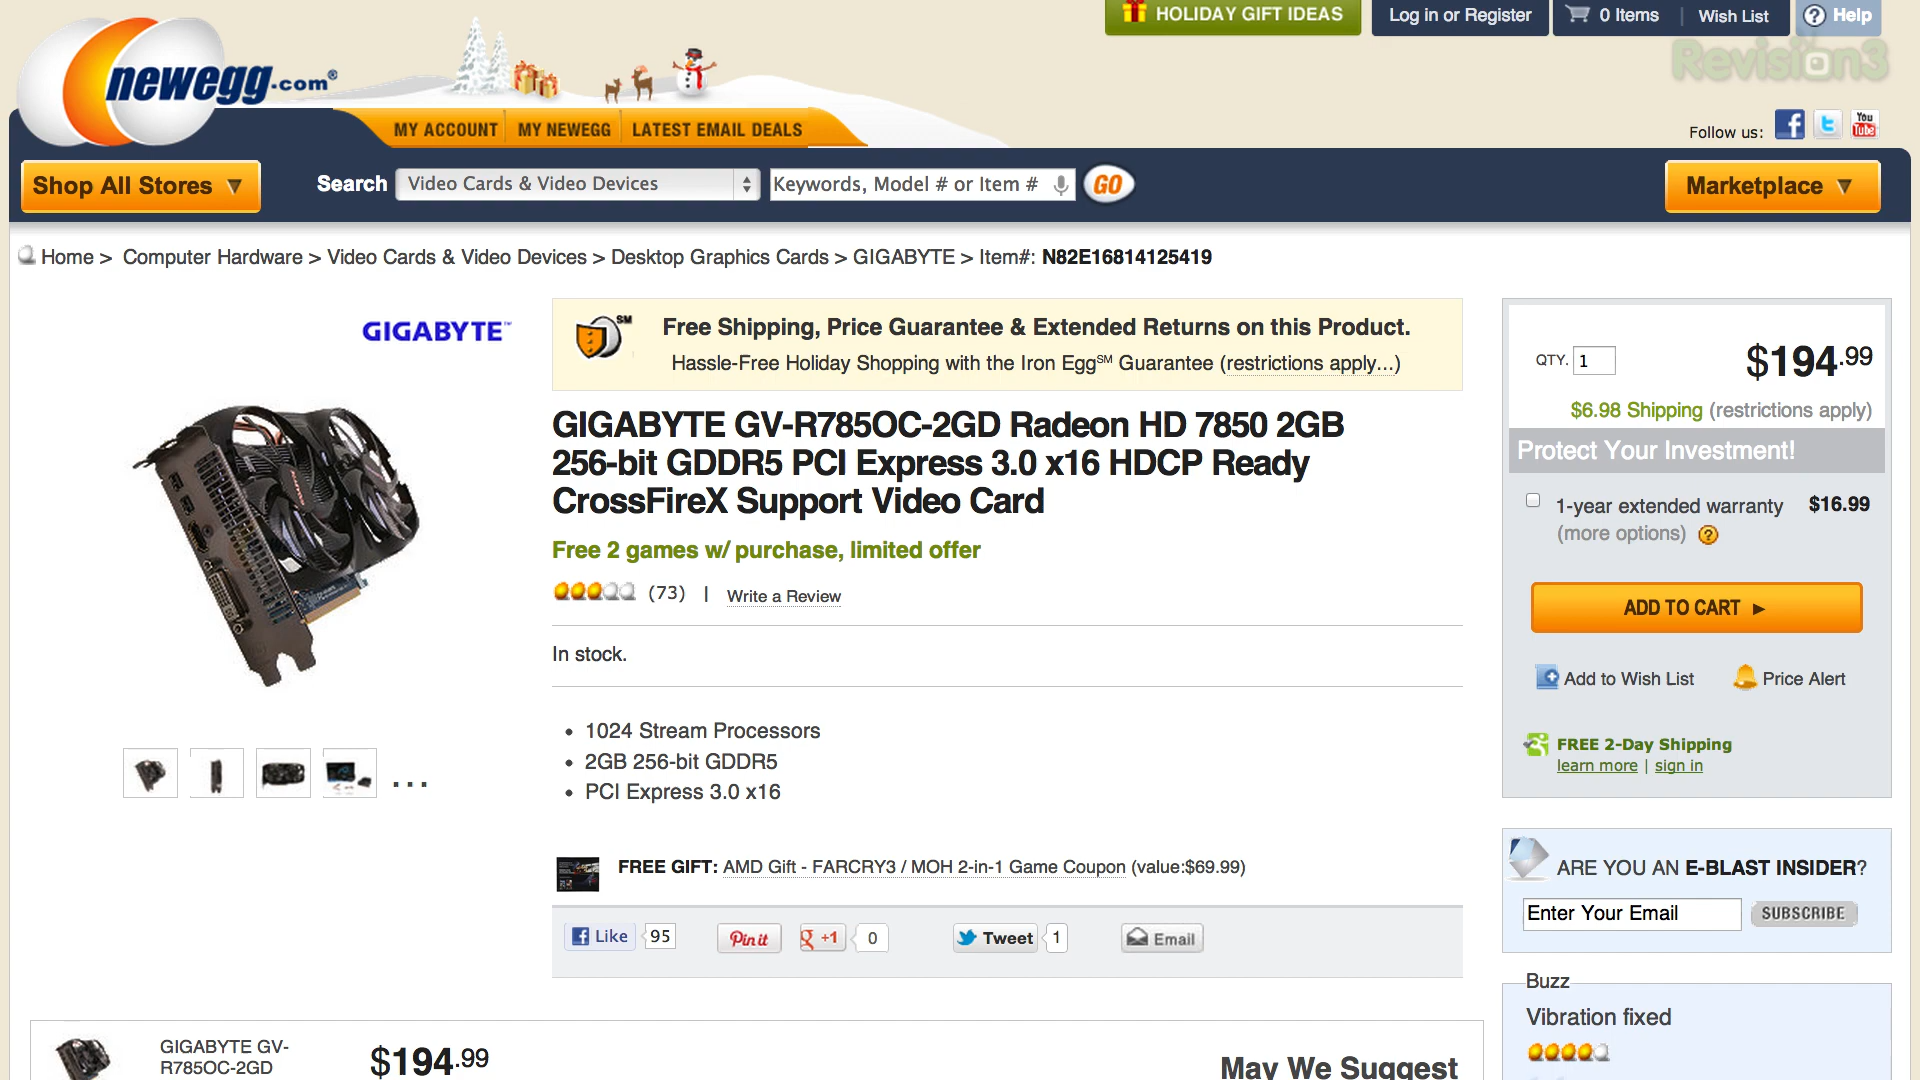 HOLIDAY GIFT IDEAS
Log in or Register
0 Items
Wish List
? Help
Revision3
newegg.com®
MY ACCOUNT
MY NEWEGG
LATEST EMAIL DEALS
Follow us:
You Tube
Shop All Stores ▼
Search
Video Cards & Video Devices
Keywords, Model # or Item #
GO
Marketplace ▼
Home > Computer Hardware > Video Cards & Video Devices > Desktop Graphics Cards > GIGABYTE > Item#: N82E16814125419
GIGABYTE™
SM
Free Shipping, Price Guarantee & Extended Returns on this Product.
Hassle-Free Holiday Shopping with the Iron Egg℠ Guarantee (restrictions apply...)
GIGABYTE GV-R785OC-2GD Radeon HD 7850 2GB
256-bit GDDR5 PCI Express 3.0 x16 HDCP Ready
CrossFireX Support Video Card
Free 2 games w/ purchase, limited offer
(73) | Write a Review
In stock.
• 1024 Stream Processors
• 2GB 256-bit GDDR5
• PCI Express 3.0 x16
...
FREE GIFT: AMD Gift - FARCRY3 / MOH 2-in-1 Game Coupon (value:$69.99)
Like 95
Pin it
g +1 0
Tweet 1
Email
QTY. 1
$194.99
$6.98 Shipping (restrictions apply)
Protect Your Investment!
1-year extended warranty $16.99
(more options) ?
ADD TO CART ►
Add to Wish List
Price Alert
FREE 2-Day Shipping
learn more | sign in
ARE YOU AN E-BLAST INSIDER?
Enter Your Email
SUBSCRIBE
Buzz
Vibration fixed
GIGABYTE GV-
R785OC-2GD
$194.99
May We Suggest